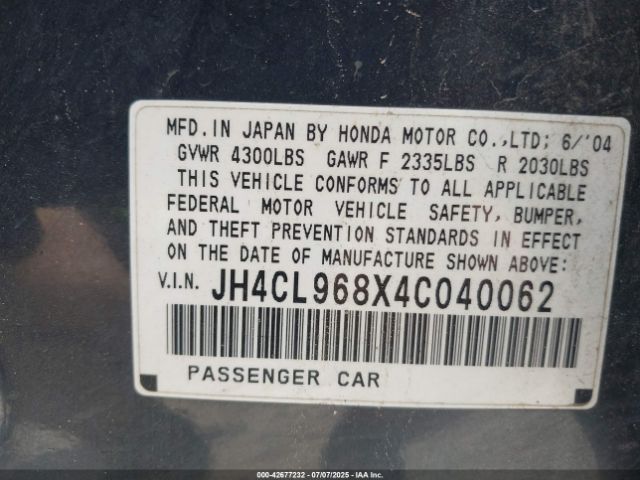 MFD. IN JAPAN BY HONDA MOTOR CO.,LTD; 6/'04
GVWR 4300LBS GAWR F 2335LBS R 2030LBS
THIS VEHICLE CONFORMS TO ALL APPLICABLE
FEDERAL MOTOR VEHICLE SAFETY, BUMPER,
AND THEFT PREVENTION STANDARDS IN EFFECT
ON THE DATE OF MANUFACTURE SHOWN ABOVE:
V.I.N. JH4CL968X4C040062
PASSENGER CAR
000-42677232 - 07/07/2025 - IAA Inc.